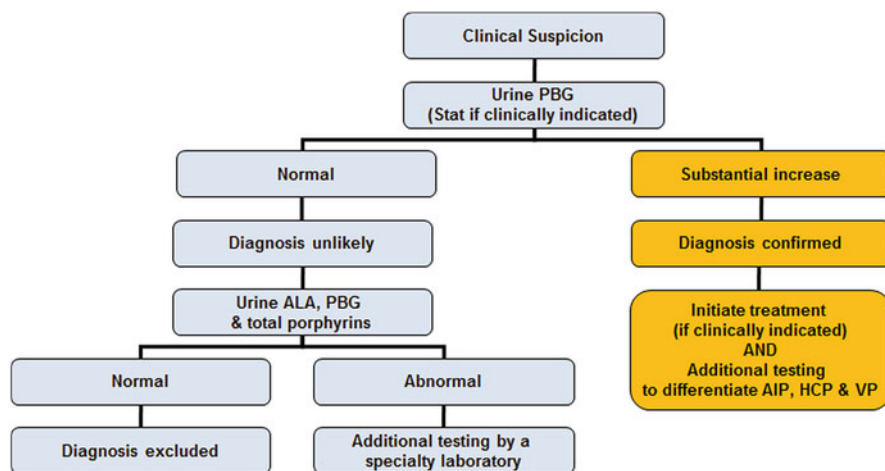 Clinical Suspicion
Urine PBG
(Stat if clinically indicated)
Normal
Substantial increase
Diagnosis unlikely
Diagnosis confirmed
Urine ALA, PBG
& total porphyrins
Initiate treatment
(if clinically indicated)
AND
Additional testing
to differentiate AIP, HCP & VP
Normal
Abnormal
Diagnosis excluded
Additional testing by a
specialty laboratory